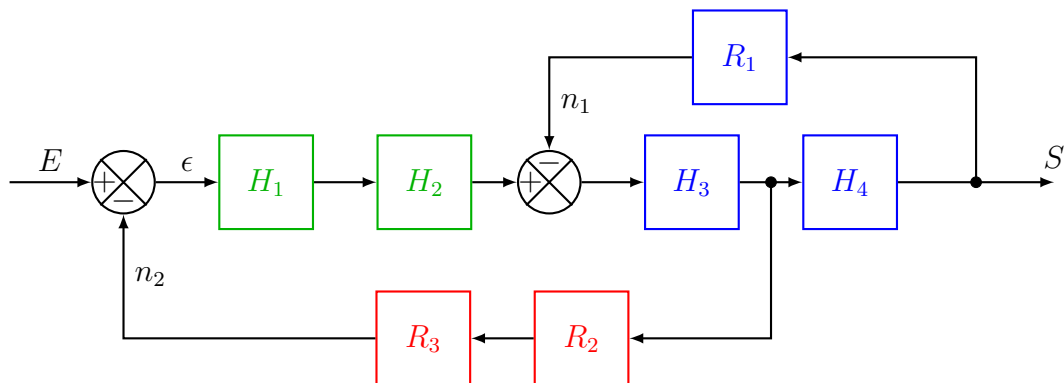 R₁
n₁
E + − ϵ H₁ H₂ + − H₃ H₄ S
n₂
R₃ R₂